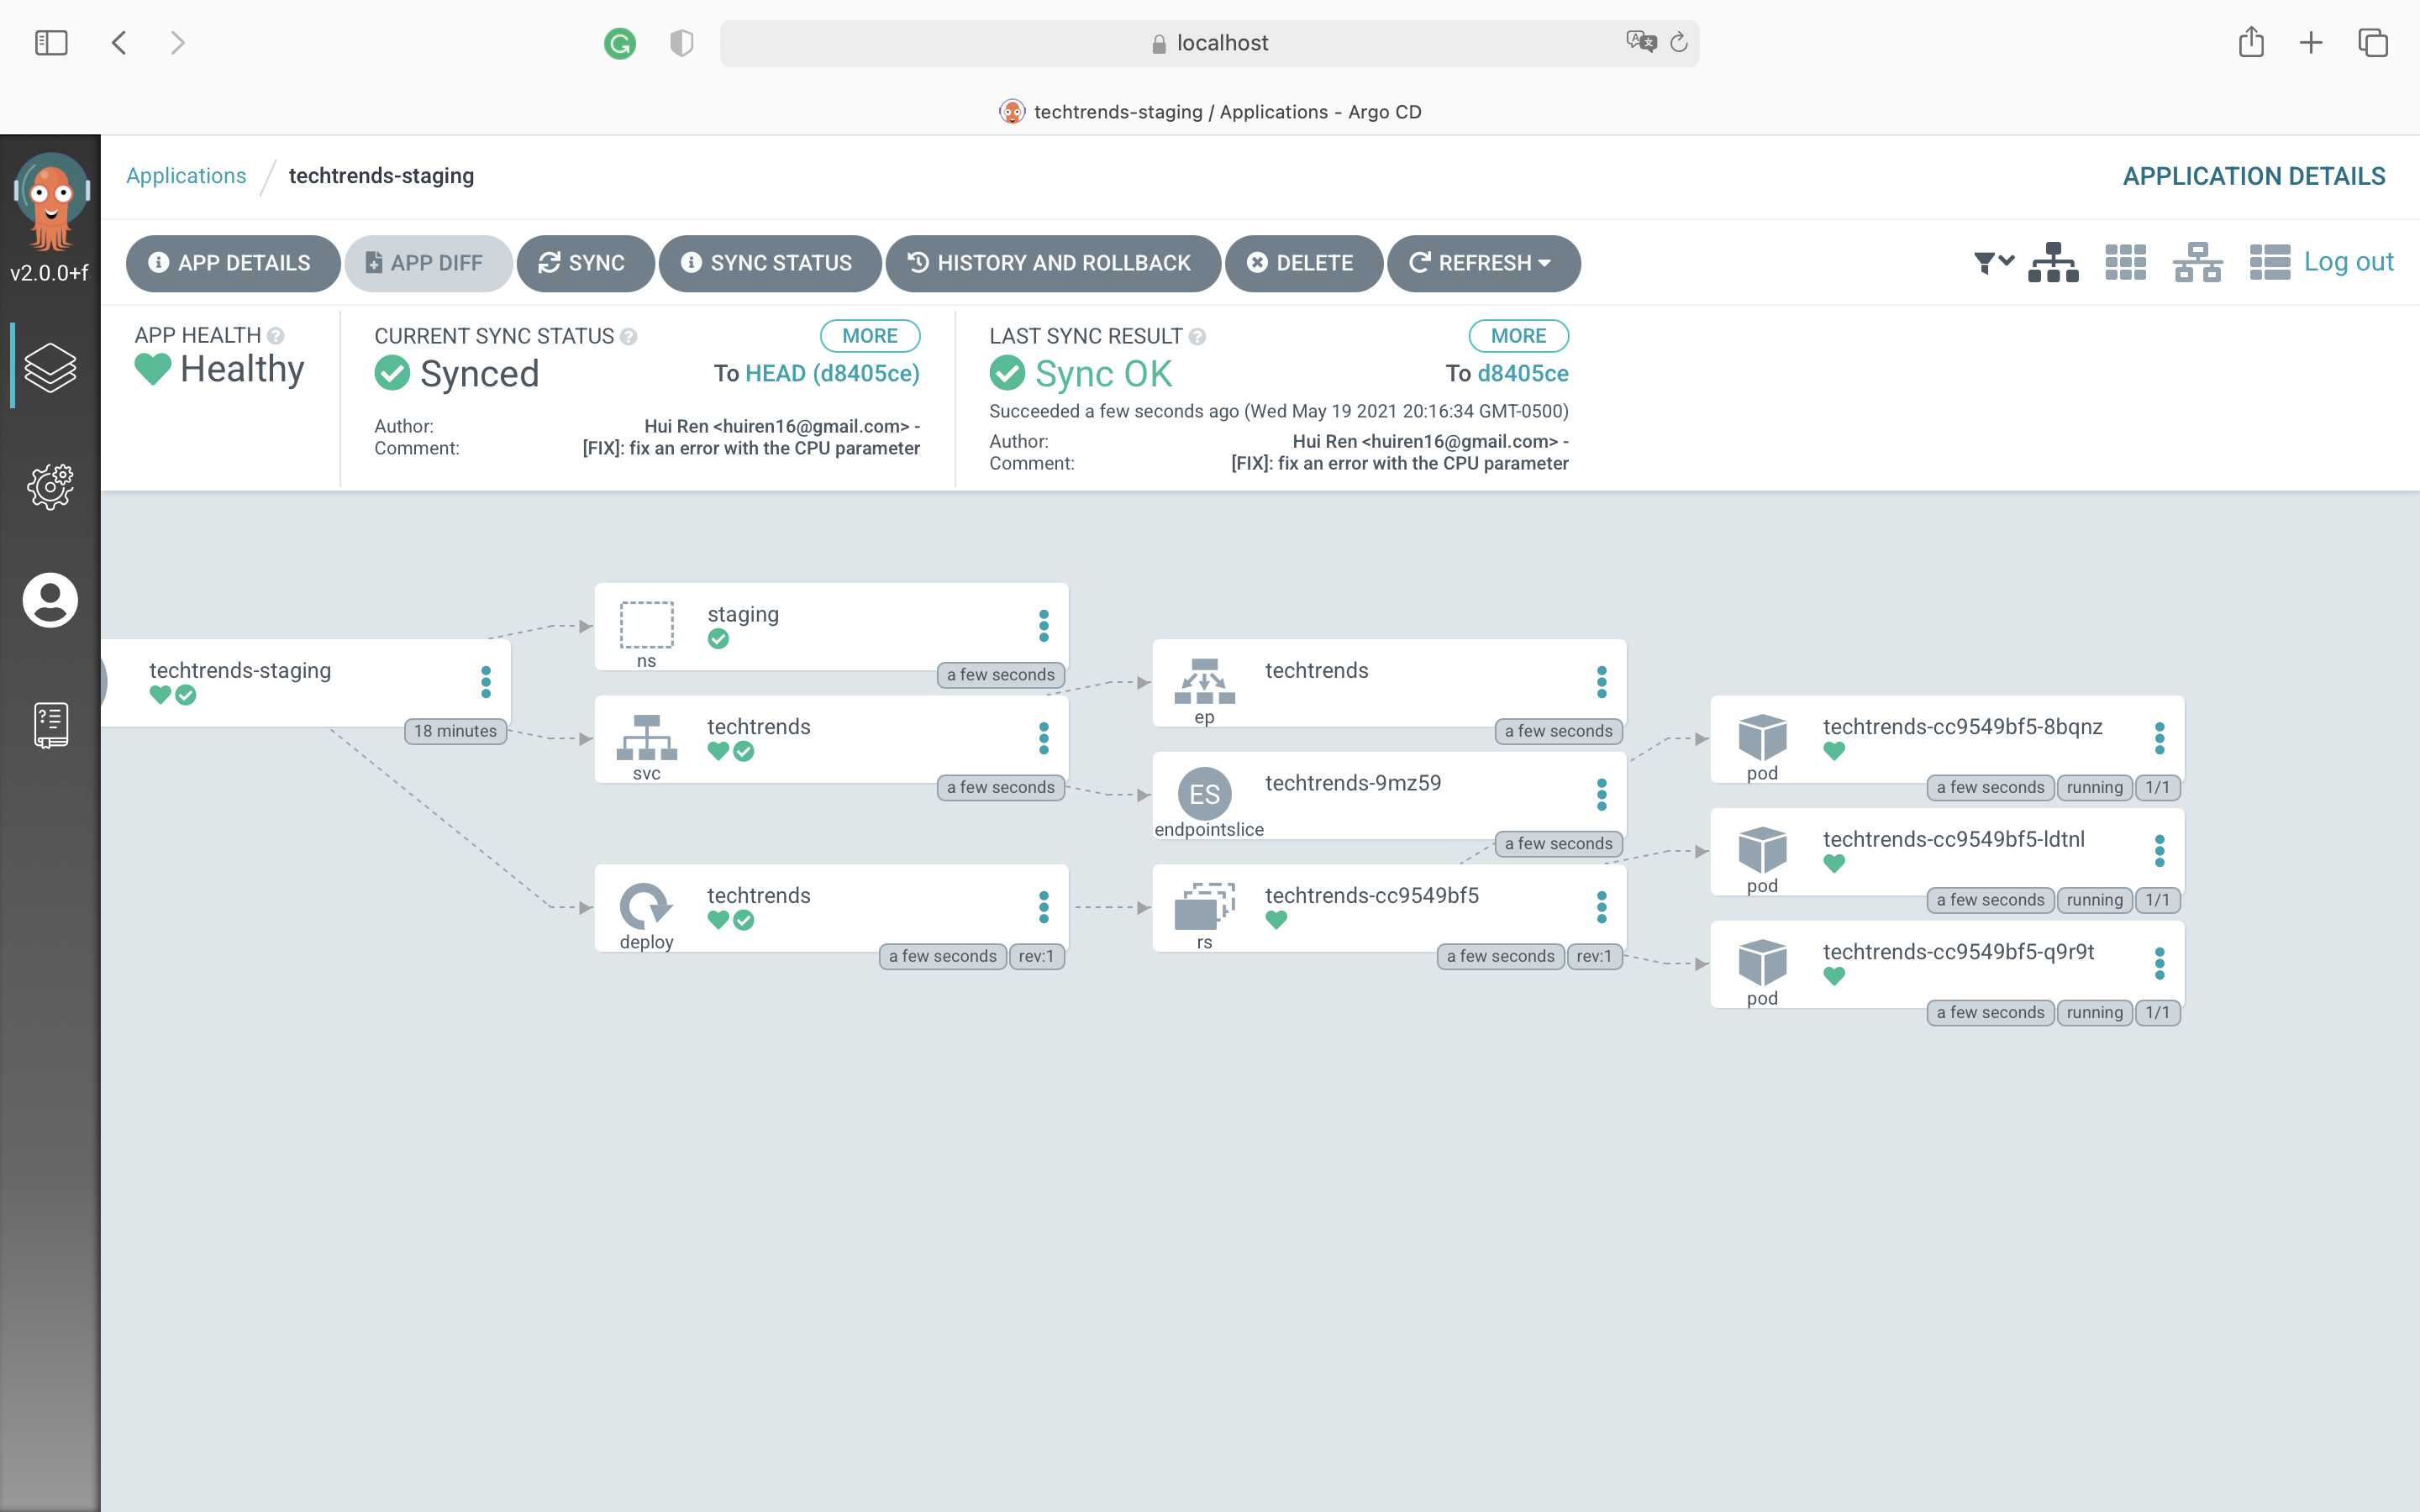 localhost
techtrends-staging / Applications - Argo CD
Applications / techtrends-staging
APPLICATION DETAILS
v2.0.0+f
APP DETAILS
APP DIFF
SYNC
SYNC STATUS
HISTORY AND ROLLBACK
DELETE
REFRESH
Log out
APP HEALTH
Healthy
CURRENT SYNC STATUS
MORE
Synced
To HEAD (d8405ce)
Author: Hui Ren <huiren16@gmail.com> -
Comment: [FIX]: fix an error with the CPU parameter
LAST SYNC RESULT
MORE
Sync OK
To d8405ce
Succeeded a few seconds ago (Wed May 19 2021 20:16:34 GMT-0500)
Author: Hui Ren <huiren16@gmail.com> -
Comment: [FIX]: fix an error with the CPU parameter
techtrends-staging
18 minutes
staging
ns
a few seconds
techtrends
svc
a few seconds
techtrends
deploy
a few seconds
rev:1
techtrends
ep
a few seconds
ES
techtrends-9mz59
endpointslice
a few seconds
techtrends-cc9549bf5
rs
a few seconds
rev:1
techtrends-cc9549bf5-8bqnz
pod
a few seconds
running
1/1
techtrends-cc9549bf5-ldtnl
pod
a few seconds
running
1/1
techtrends-cc9549bf5-q9r9t
pod
a few seconds
running
1/1